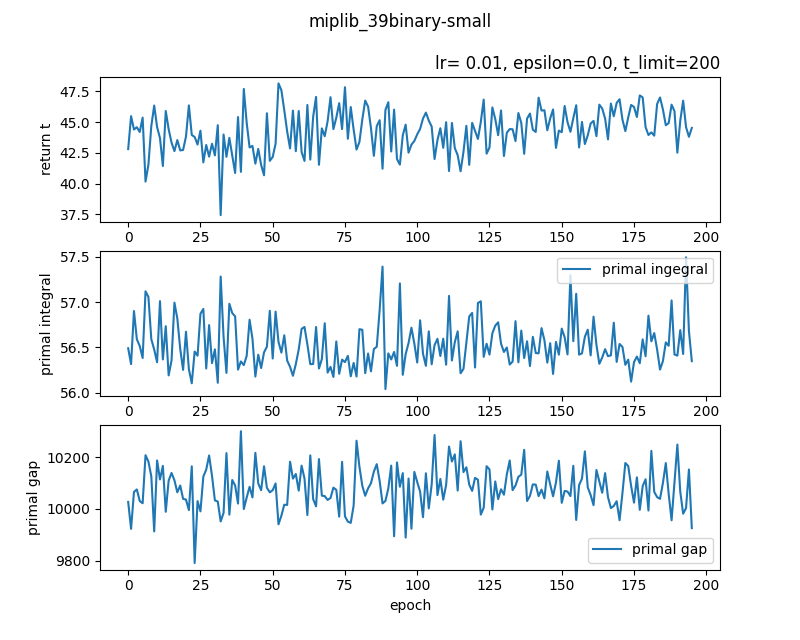 miplib_39binary-small
lr= 0.01, epsilon=0.0, t_limit=200
return t
47.5
45.0
42.5
40.0
37.5
0 25 50 75 100 125 150 175 200
primal integral
57.5
57.0
56.5
56.0
primal ingegral
0 25 50 75 100 125 150 175 200
primal gap
10200
10000
9800
primal gap
0 25 50 75 100 125 150 175 200
epoch